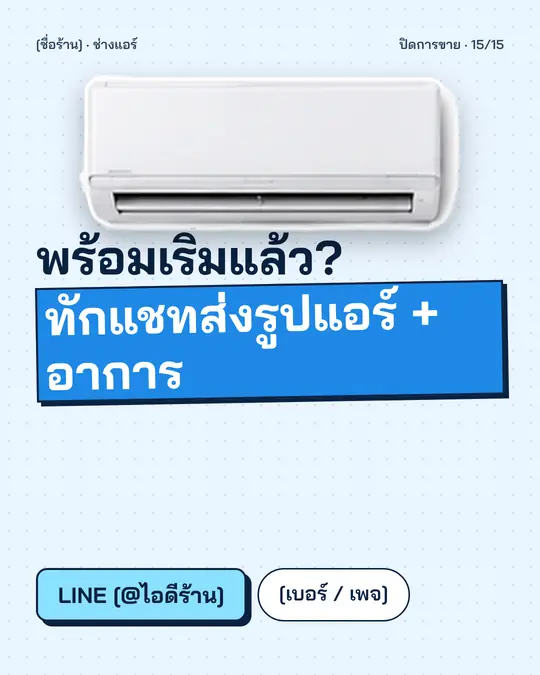 (ชื่อร้าน) · ช่างแอร์
ปิดการขาย · 15/15
พร้อมเริ่มแล้ว?
ทักแชทส่งรูปแอร์ +
อาการ
LINE (@ไอดีร้าน)
(เบอร์ / เพจ)